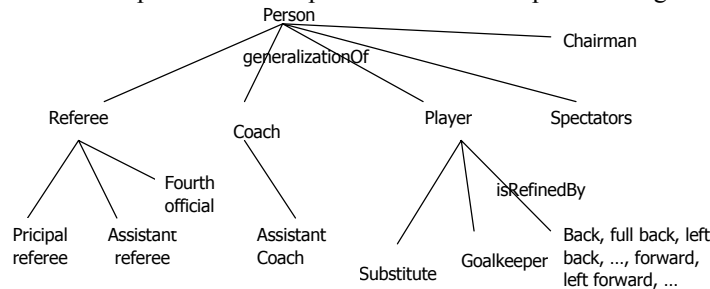 Person
Chairman
generalizationOf
Referee
Coach
Player
Spectators
Fourth
official
isRefinedBy
Pricipal
referee
Assistant
referee
Assistant
Coach
Substitute
Goalkeeper
Back, full back, left
back, …, forward,
left forward, …